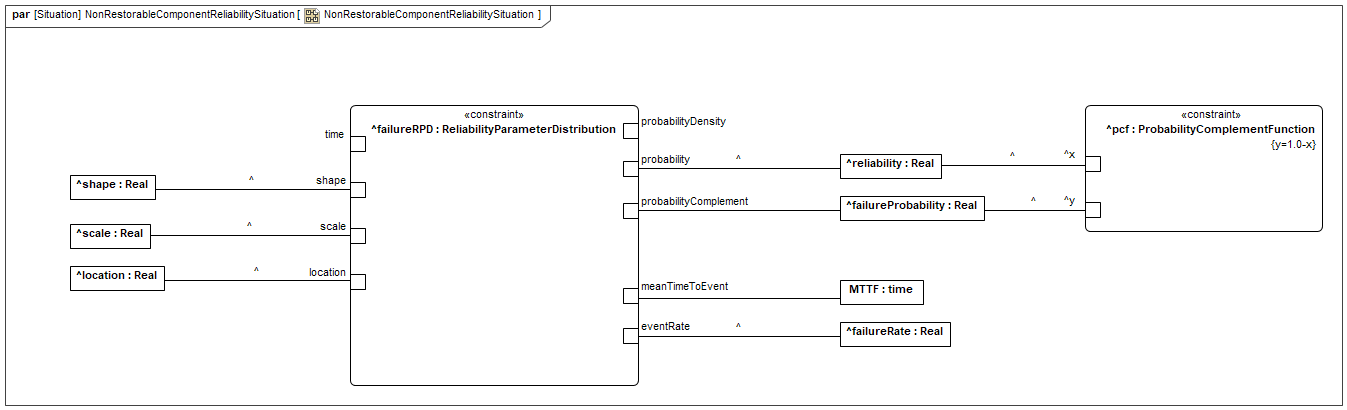 par [Situation] NonRestorableComponentReliabilitySituation [ NonRestorableComponentReliabilitySituation ]
«constraint»
^failureRPD : ReliabilityParameterDistribution
time
shape
scale
location
^shape : Real
^
^scale : Real
^
^location : Real
^
probabilityDensity
probability
^
probabilityComplement
meanTimeToEvent
eventRate
^
^reliability : Real
^
^x
^failureProbability : Real
^
^y
MTTF : time
^failureRate : Real
«constraint»
^pcf : ProbabilityComplementFunction
{y=1.0-x}